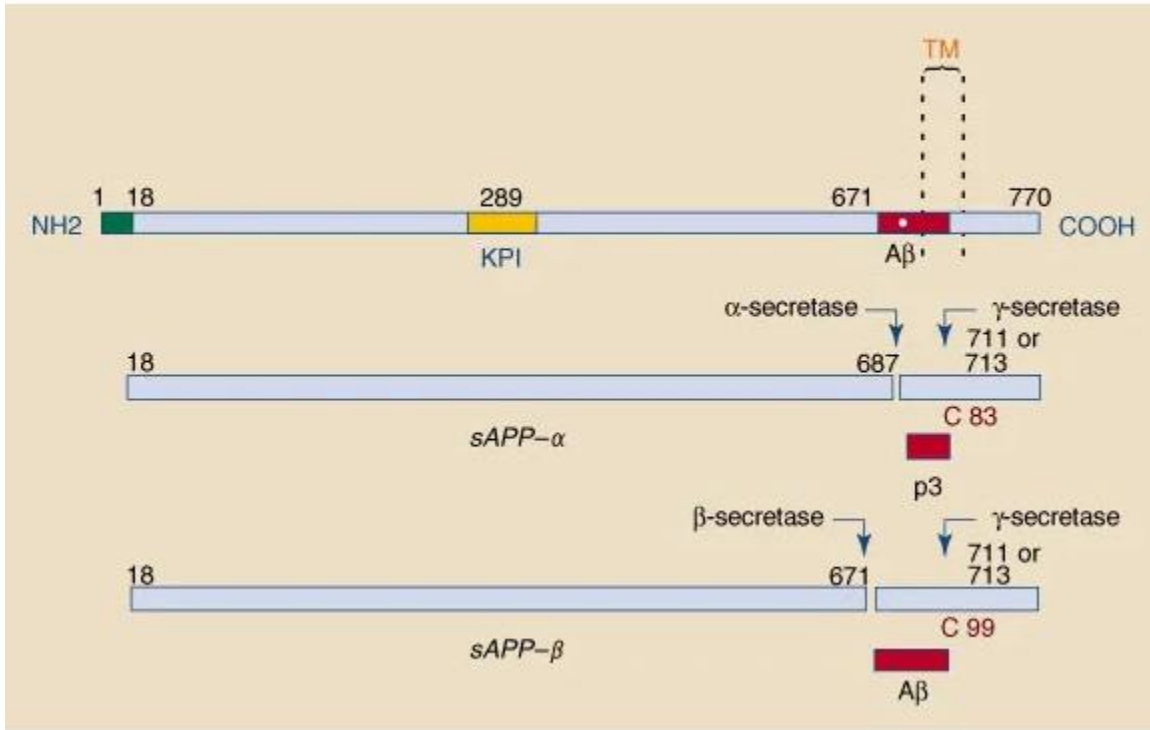 TM
1 18 289 671 770
NH2 COOH
KPI Aβ
α-secretase γ-secretase
711 or
18 687 713
C 83
sAPP–α
p3
β-secretase γ-secretase
711 or
18 671 713
C 99
sAPP–β
Aβ